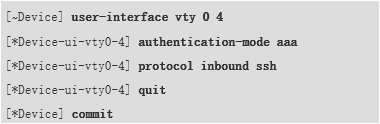 [~Device] user-interface vty 0 4
[*Device-ui-vty0-4] authentication-mode aaa
[*Device-ui-vty0-4] protocol inbound ssh
[*Device-ui-vty0-4] quit
[*Device] commit